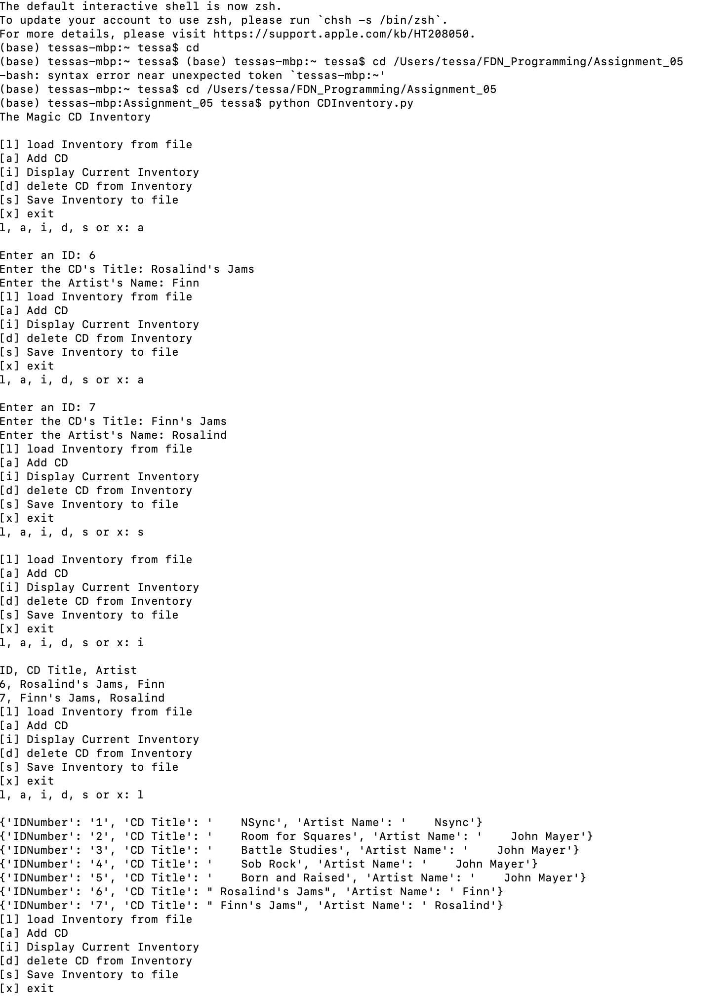 The default interactive shell is now zsh.
To update your account to use zsh, please run `chsh -s /bin/zsh`.
For more details, please visit https://support.apple.com/kb/HT208050.
(base) tessas-mbp:~ tessa$ cd
(base) tessas-mbp:~ tessa$ (base) tessas-mbp:~ tessa$ cd /Users/tessa/FDN_Programming/Assignment_05
-bash: syntax error near unexpected token `tessas-mbp:~'
(base) tessas-mbp:~ tessa$ cd /Users/tessa/FDN_Programming/Assignment_05
(base) tessas-mbp:Assignment_05 tessa$ python CDInventory.py
The Magic CD Inventory

[l] load Inventory from file
[a] Add CD
[i] Display Current Inventory
[d] delete CD from Inventory
[s] Save Inventory to file
[x] exit
l, a, i, d, s or x: a

Enter an ID: 6
Enter the CD's Title: Rosalind's Jams
Enter the Artist's Name: Finn
[l] load Inventory from file
[a] Add CD
[i] Display Current Inventory
[d] delete CD from Inventory
[s] Save Inventory to file
[x] exit
l, a, i, d, s or x: a

Enter an ID: 7
Enter the CD's Title: Finn's Jams
Enter the Artist's Name: Rosalind
[l] load Inventory from file
[a] Add CD
[i] Display Current Inventory
[d] delete CD from Inventory
[s] Save Inventory to file
[x] exit
l, a, i, d, s or x: s

[l] load Inventory from file
[a] Add CD
[i] Display Current Inventory
[d] delete CD from Inventory
[s] Save Inventory to file
[x] exit
l, a, i, d, s or x: i

ID, CD Title, Artist
6, Rosalind's Jams, Finn
7, Finn's Jams, Rosalind
[l] load Inventory from file
[a] Add CD
[i] Display Current Inventory
[d] delete CD from Inventory
[s] Save Inventory to file
[x] exit
l, a, i, d, s or x: l

{'IDNumber': '1', 'CD Title': '    NSync', 'Artist Name': '    Nsync'}
{'IDNumber': '2', 'CD Title': '    Room for Squares', 'Artist Name': '    John Mayer'}
{'IDNumber': '3', 'CD Title': '    Battle Studies', 'Artist Name': '    John Mayer'}
{'IDNumber': '4', 'CD Title': '    Sob Rock', 'Artist Name': '    John Mayer'}
{'IDNumber': '5', 'CD Title': '    Born and Raised', 'Artist Name': '    John Mayer'}
{'IDNumber': '6', 'CD Title': " Rosalind's Jams", 'Artist Name': ' Finn'}
{'IDNumber': '7', 'CD Title': " Finn's Jams", 'Artist Name': ' Rosalind'}
[l] load Inventory from file
[a] Add CD
[i] Display Current Inventory
[d] delete CD from Inventory
[s] Save Inventory to file
[x] exit